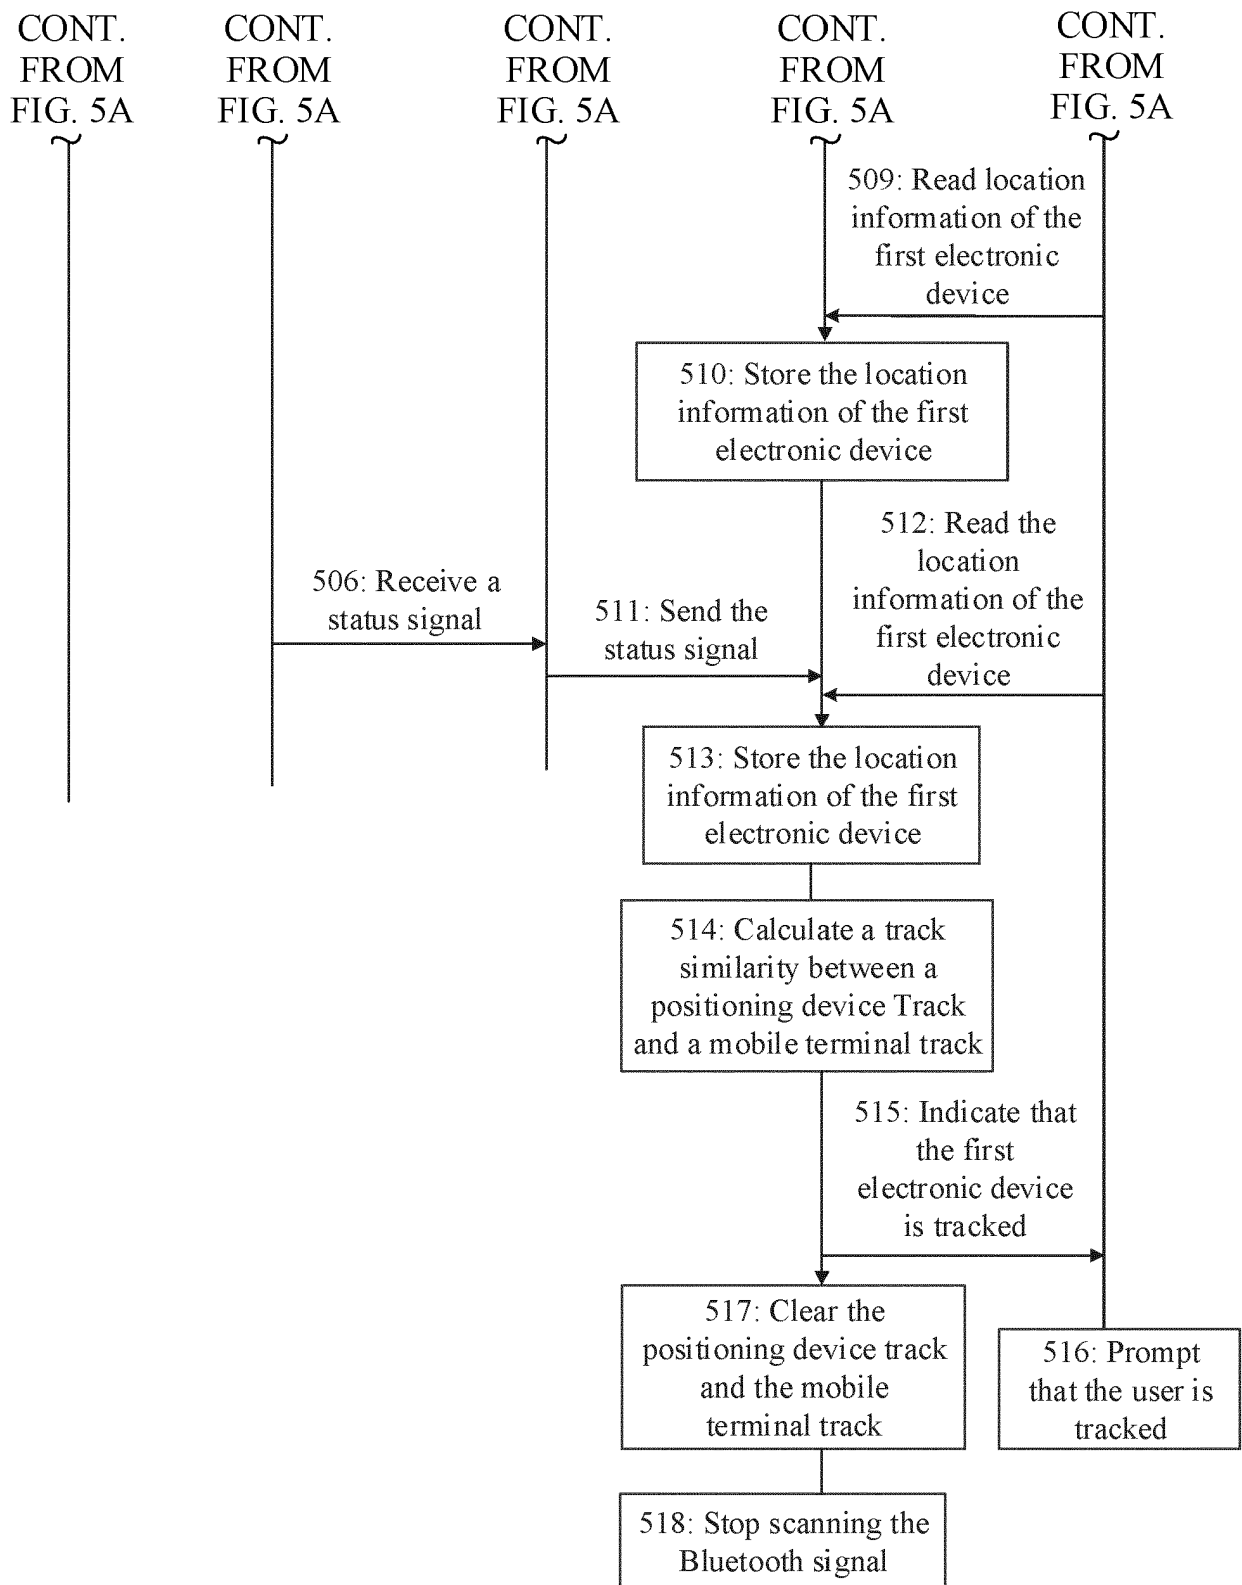 CONT.
FROM
FIG. 5A
CONT.
FROM
FIG. 5A
CONT.
FROM
FIG. 5A
CONT.
FROM
FIG. 5A
CONT.
FROM
FIG. 5A
509: Read location
information of the
first electronic
device
510: Store the location
information of the first
electronic device
512: Read the
location
information of the
first electronic
device
506: Receive a
status signal
511: Send the
status signal
513: Store the location
information of the first
electronic device
514: Calculate a track
similarity between a
positioning device Track
and a mobile terminal track
515: Indicate that
the first
electronic device
is tracked
517: Clear the
positioning device track
and the mobile
terminal track
516: Prompt
that the user is
tracked
518: Stop scanning the
Bluetooth signal